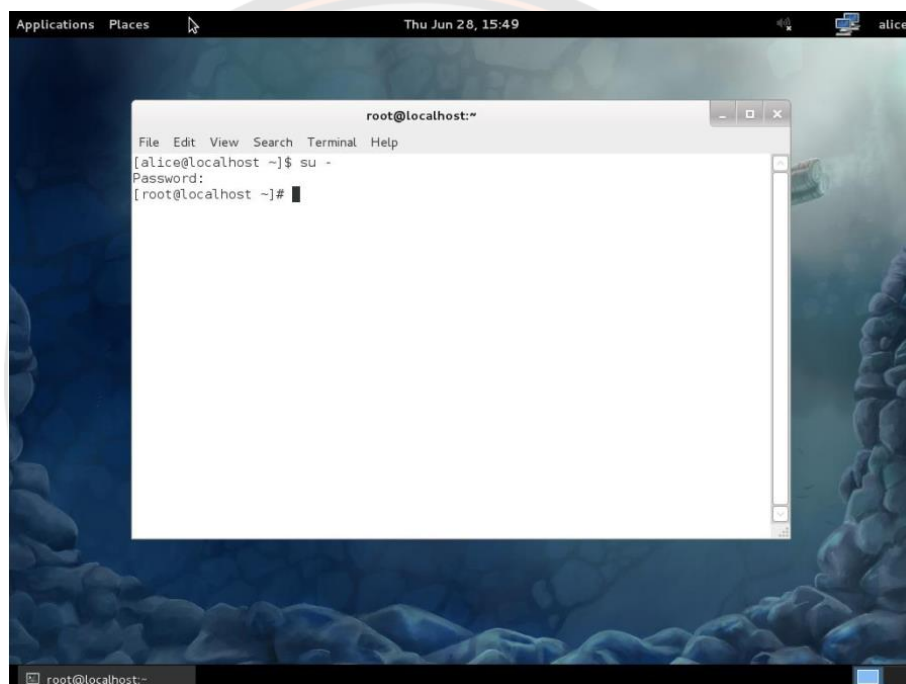 Applications Places Thu Jun 28, 15:49 alice
root@localhost:~
File Edit View Search Terminal Help
[alice@localhost ~]$ su -
Password:
[root@localhost ~]#
root@localhost:~